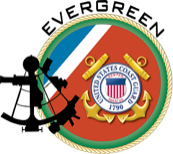 EVERGREEN
UNITED STATES COAST GUARD
1790